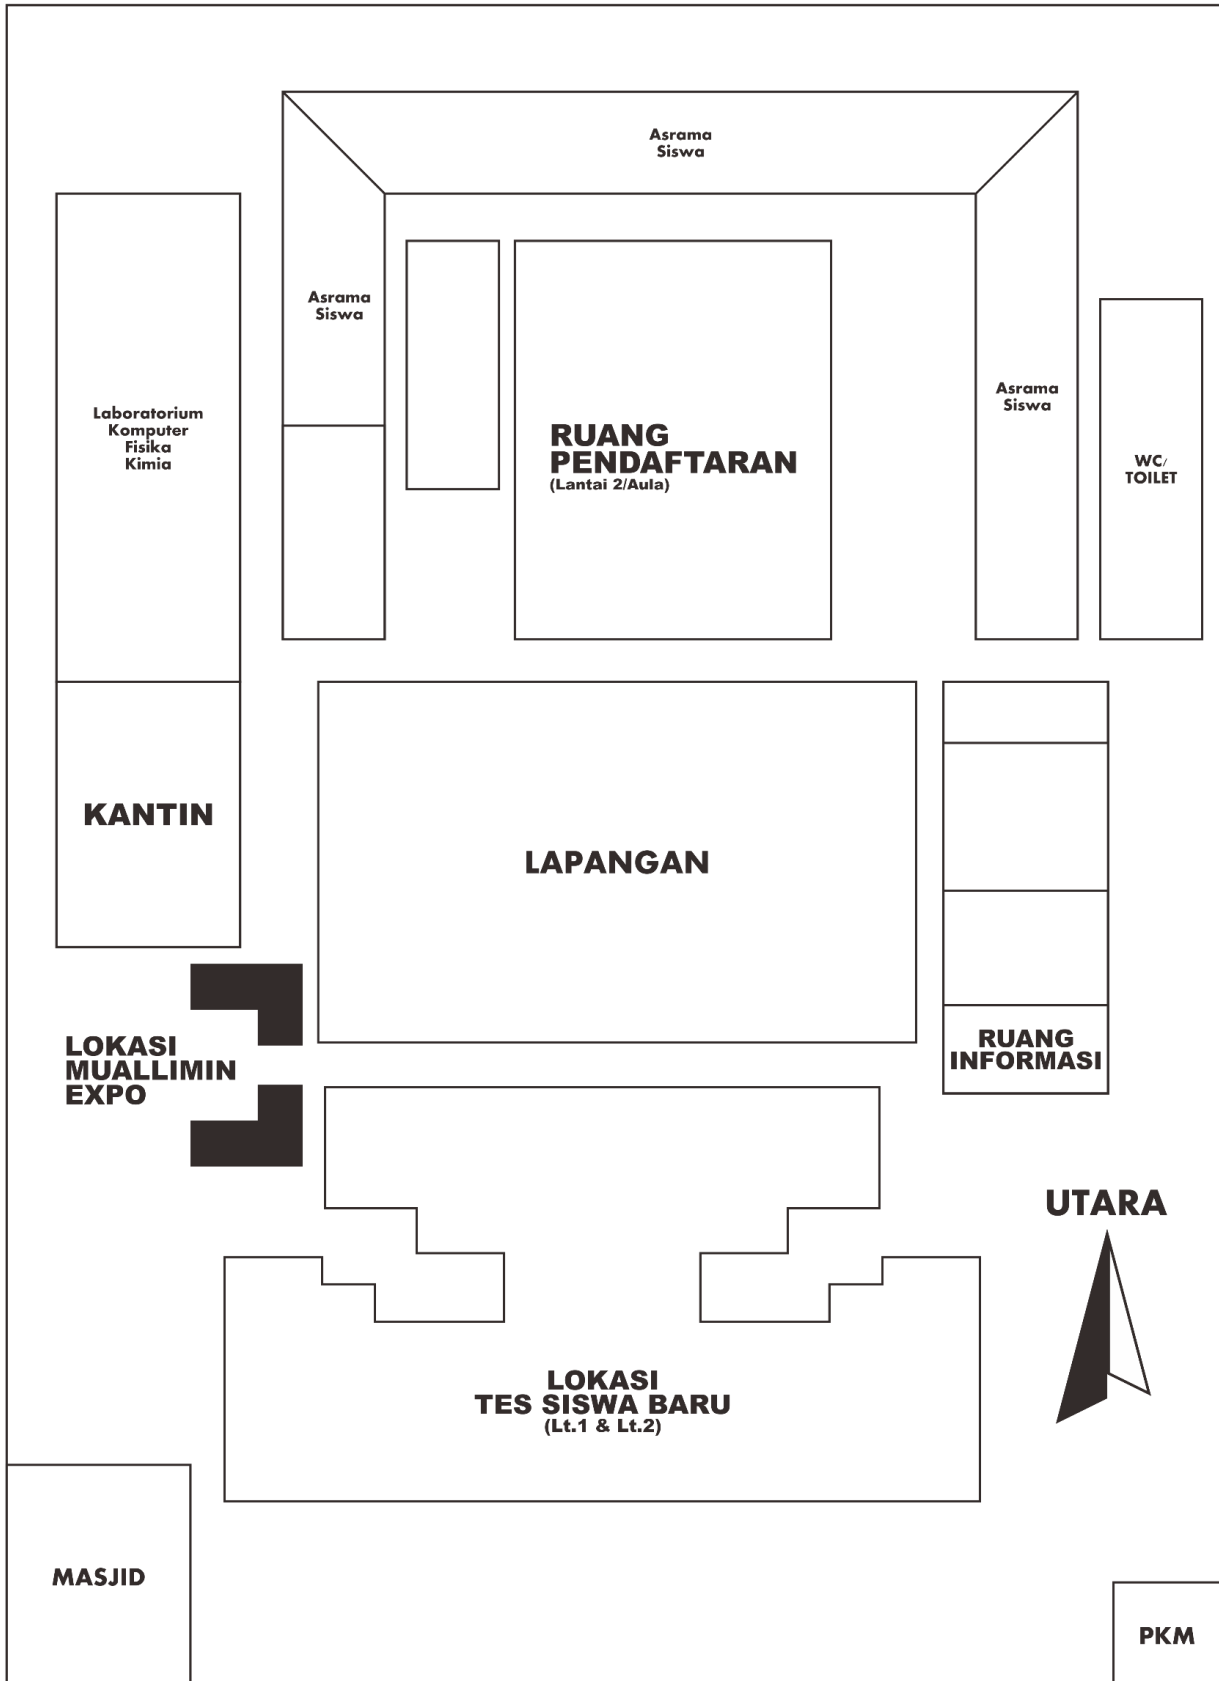 Asrama
Siswa
Asrama
Siswa
Asrama
Siswa
Laboratorium
Komputer
Fisika
Kimia
RUANG
PENDAFTARAN
(Lantai 2/Aula)
WC/
TOILET
KANTIN
LAPANGAN
RUANG
INFORMASI
LOKASI
MUALLIMIN
EXPO
UTARA
LOKASI
TES SISWA BARU
(Lt.1 & Lt.2)
MASJID
PKM